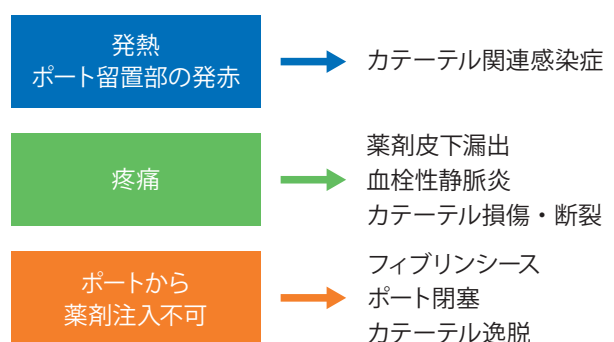 発熱
ポート留置部の発赤
カテーテル関連感染症
疼痛
薬剤皮下漏出
血栓性静脈炎
カテーテル損傷・断裂
ポートから
薬剤注入不可
フィブリンシース
ポート閉塞
カテーテル逸脱